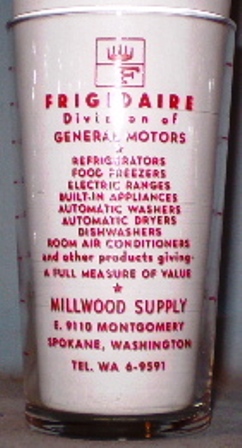 F
FRIGIDAIRE
Division of
GENERAL MOTORS
REFRIGERATORS
FOOD FREEZERS
ELECTRIC RANGES
BUILT-IN APPLIANCES
AUTOMATIC WASHERS
AUTOMATIC DRYERS
DISHWASHERS
ROOM AIR CONDITIONERS
and other products giving-
A FULL MEASURE OF VALUE
★
MILLWOOD SUPPLY
E. 9110 MONTGOMERY
SPOKANE, WASHINGTON
TEL. WA 6-9591